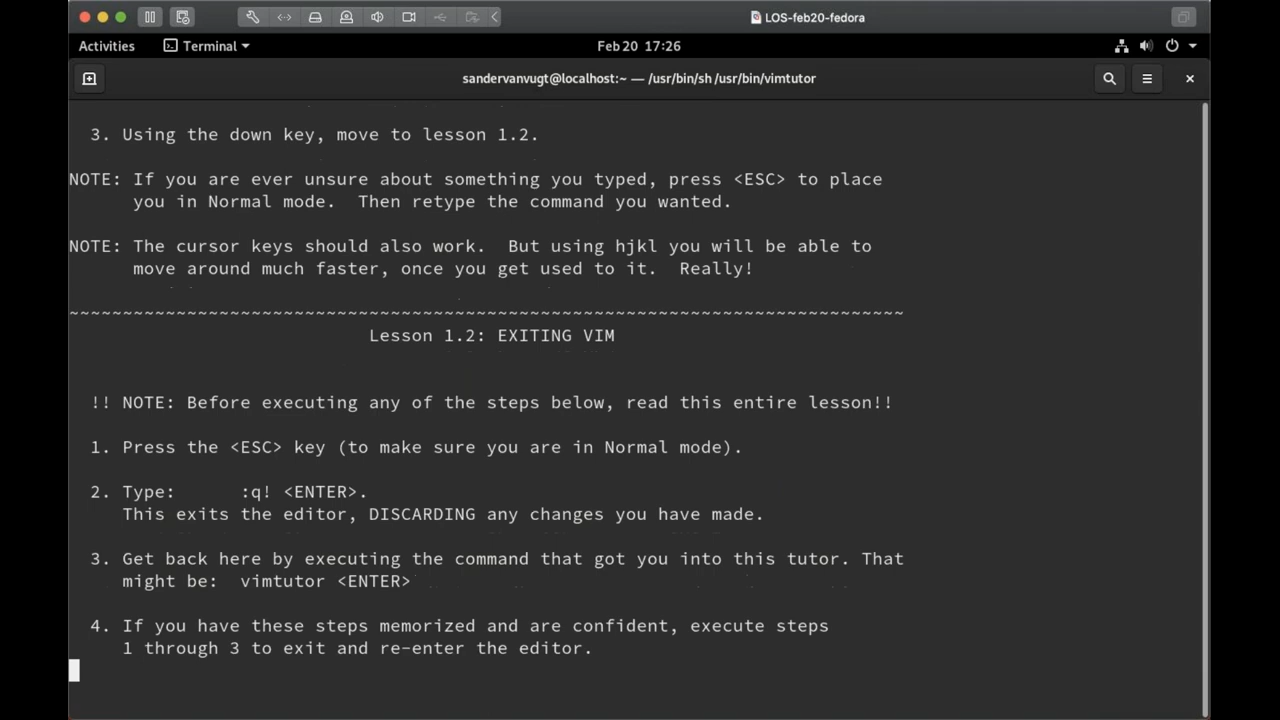 LOS-feb20-fedora
Activities Terminal Feb 20 17:26
sandervanvugt@localhost:~ — /usr/bin/sh /usr/bin/vimtutor
3. Using the down key, move to lesson 1.2.
NOTE: If you are ever unsure about something you typed, press <ESC> to place
you in Normal mode.  Then retype the command you wanted.
NOTE: The cursor keys should also work.  But using hjkl you will be able to
move around much faster, once you get used to it.  Really!
~~~~~~~~~~~~~~~~~~~~~~~~~~~~~~~~~~~~~~~~~~~~~~~~~~~~~~~~~~~~~~~~~~~~~~~~~~~~~~
Lesson 1.2: EXITING VIM
!! NOTE: Before executing any of the steps below, read this entire lesson!!
1. Press the <ESC> key (to make sure you are in Normal mode).
2. Type:      :q! <ENTER>.
This exits the editor, DISCARDING any changes you have made.
3. Get back here by executing the command that got you into this tutor. That
might be:  vimtutor <ENTER>
4. If you have these steps memorized and are confident, execute steps
1 through 3 to exit and re-enter the editor.